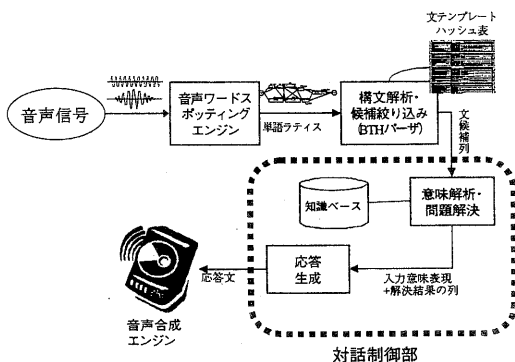 文テンプレート
ハッシュ表
音声信号
音声ワードス
ポッティング
エンジン
単語ラティス
構文解析・
候補絞り込み
(BTHパーザ)
文候補列
知識ベース
意味解析・
問題解決
入力意味表現
+解決結果の列
応答
生成
応答文
音声合成
エンジン
対話制御部